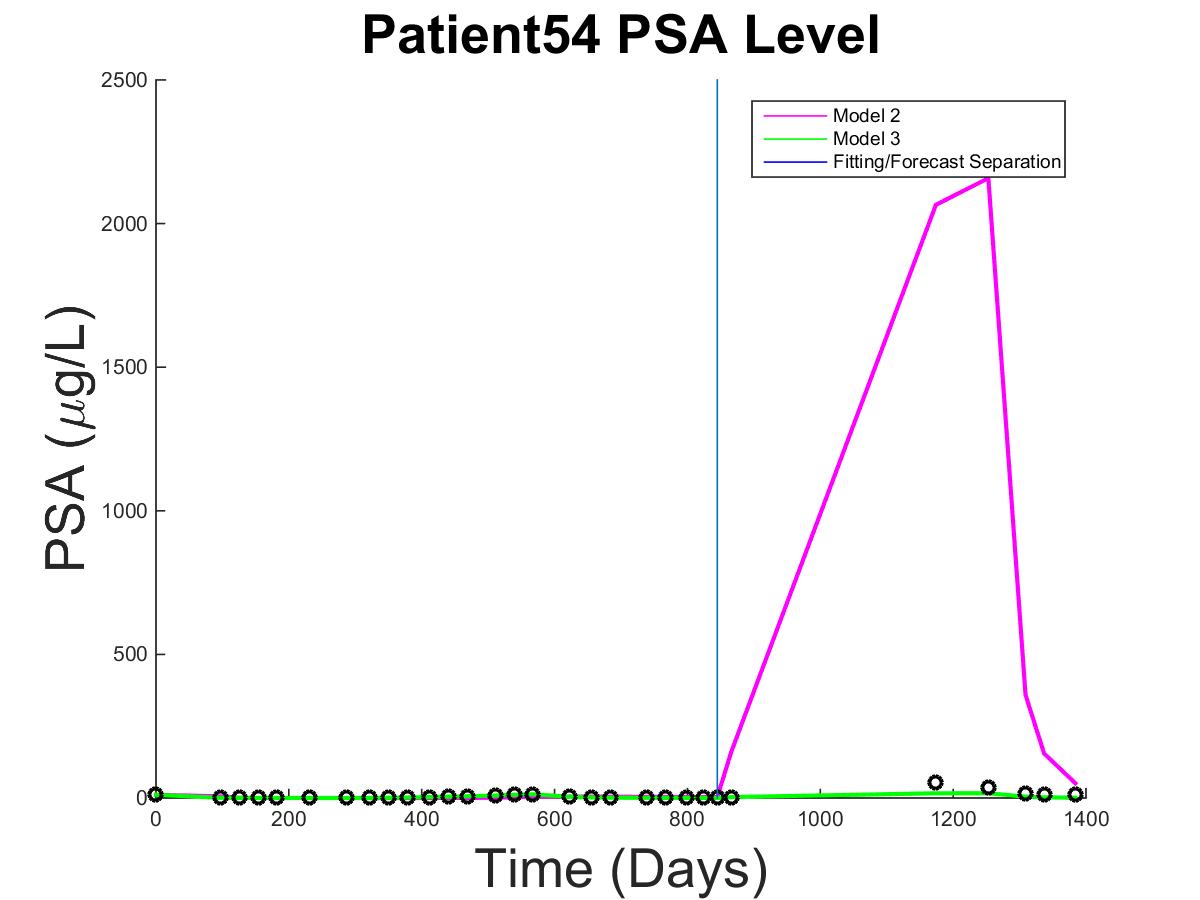 Patient54 PSA Level
2500
2000
1500
1000
500
0
PSA (μg/L)
Model 2
Model 3
Fitting/Forecast Separation
0 200 400 600 800 1000 1200 1400
Time (Days)